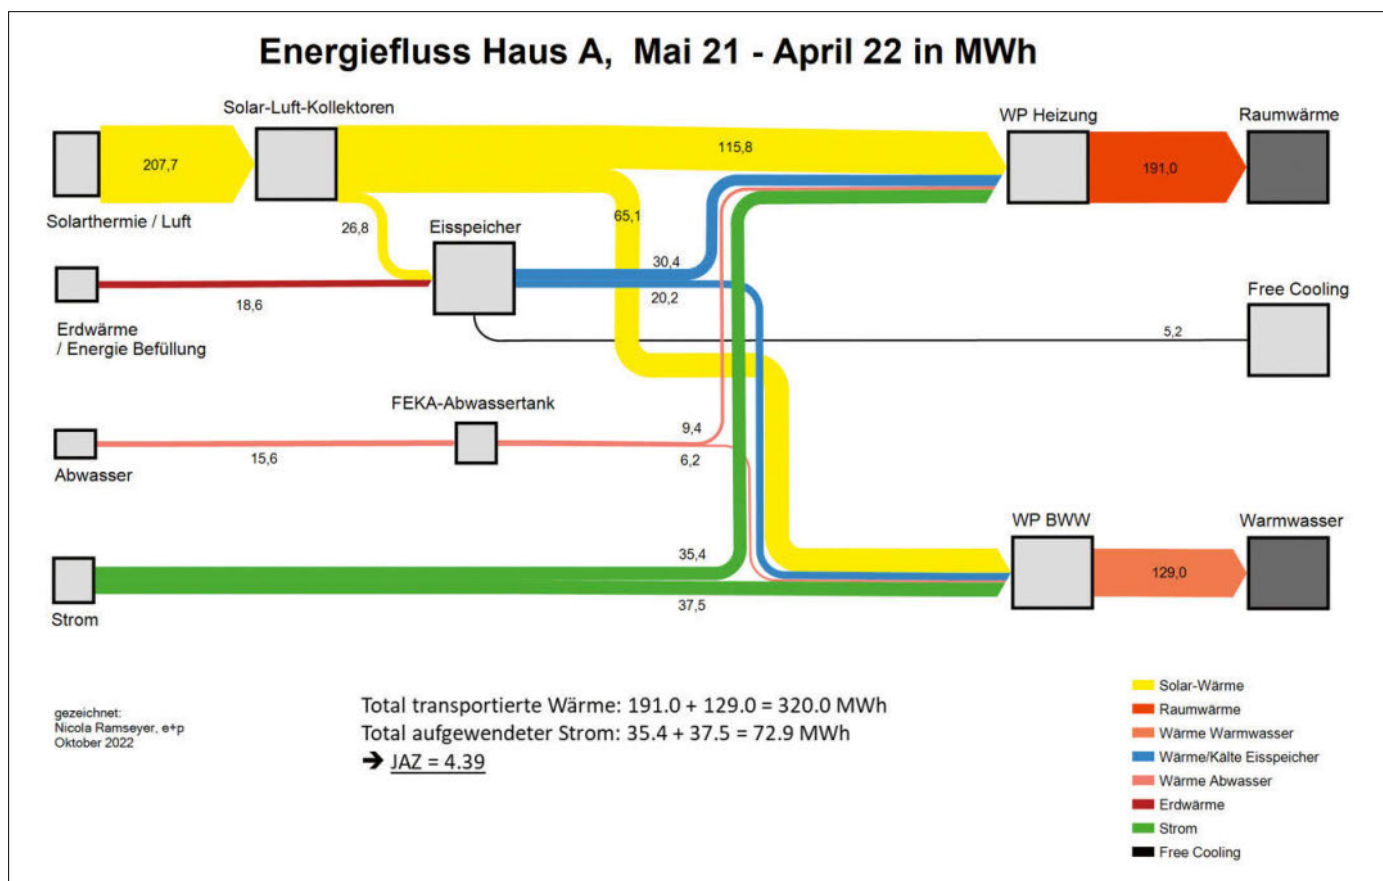 Energiefluss Haus A, Mai 21 - April 22 in MWh
Solar-Luft-Kollektoren
WP Heizung
Raumwärme
207,7
115,8
191,0
Solarthermie / Luft
26,8
Eisspeicher
65,1
30,4
20,2
18,6
Erdwärme
/ Energie Befüllung
Free Cooling
5,2
FEKA-Abwassertank
9,4
6,2
15,6
Abwasser
WP BWW
Warmwasser
35,4
37,5
129,0
Strom
gezeichnet:
Nicola Ramseyer, e+p
Oktober 2022
Total transportierte Wärme: 191.0 + 129.0 = 320.0 MWh
Total aufgewendeter Strom: 35.4 + 37.5 = 72.9 MWh
➔ JAZ = 4.39
Solar-Wärme
Raumwärme
Wärme Warmwasser
Wärme/Kälte Eisspeicher
Wärme Abwasser
Erdwärme
Strom
Free Cooling